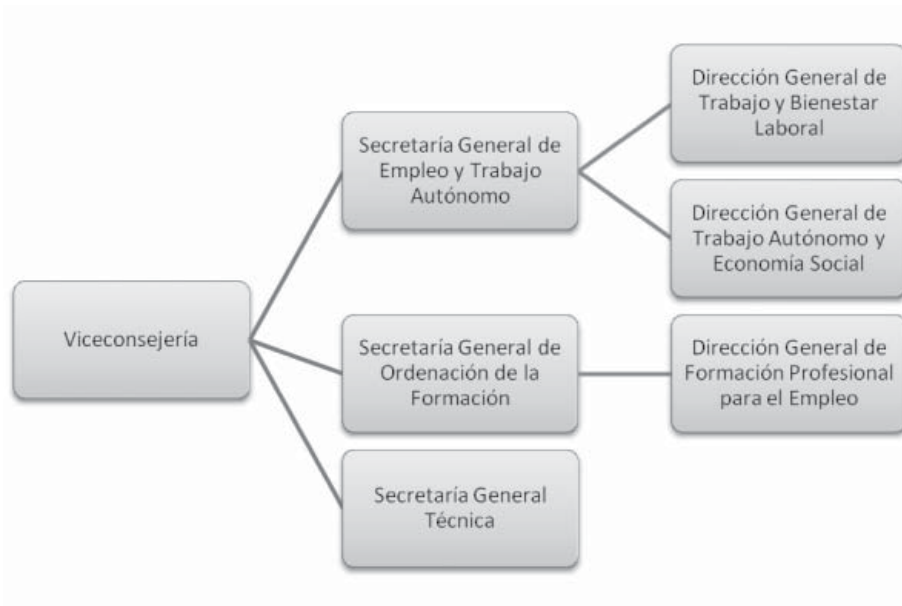 Viceconsejería
Secretaría General de
Empleo y Trabajo
Autónomo
Dirección General de
Trabajo y Bienestar
Laboral
Dirección General de
Trabajo Autónomo y
Economía Social
Secretaría General de
Ordenación de la
Formación
Dirección General de
Formación Profesional
para el Empleo
Secretaría General
Técnica